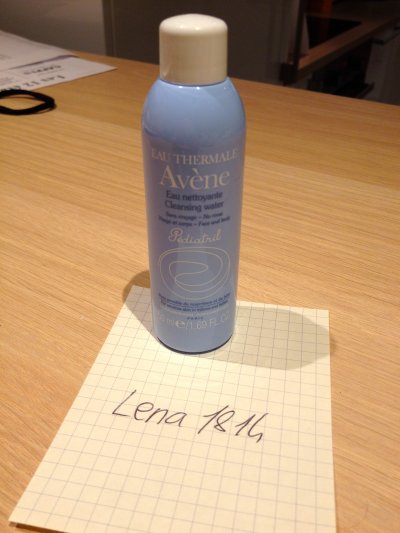 EAU THERMALE
Avène
Eau nettoyante
Cleansing water
Sans rinçage - No rinse
Visage et corps - Face and body
Pédiatril
50 ml e/1.69 FL.OZ
PARIS
Lena 1814